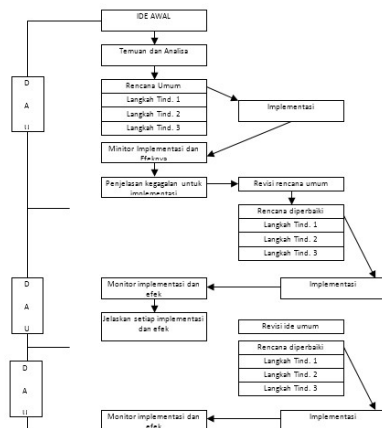 IDE AWAL
Temuan dan Analisa
Rencana Umum
Langkah Tind. 1
Langkah Tind. 2
Langkah Tind. 3
Implementasi
Minitor Implementasi dan
Efeknya
Penjelasan kegagalan untuk
implementasi
Revisi rencana umum
Rencana diperbaiki
Langkah Tind. 1
Langkah Tind. 2
Langkah Tind. 3
Monitor implementasi dan
efek
Implementasi
Jelaskan setiap implementasi
dan efek
Revisi ide umum
Rencana diperbaiki
Langkah Tind. 1
Langkah Tind. 2
Langkah Tind. 3
Monitor implementasi dan
efek
Implementasi
D
A
U
D
A
U
D
A
U